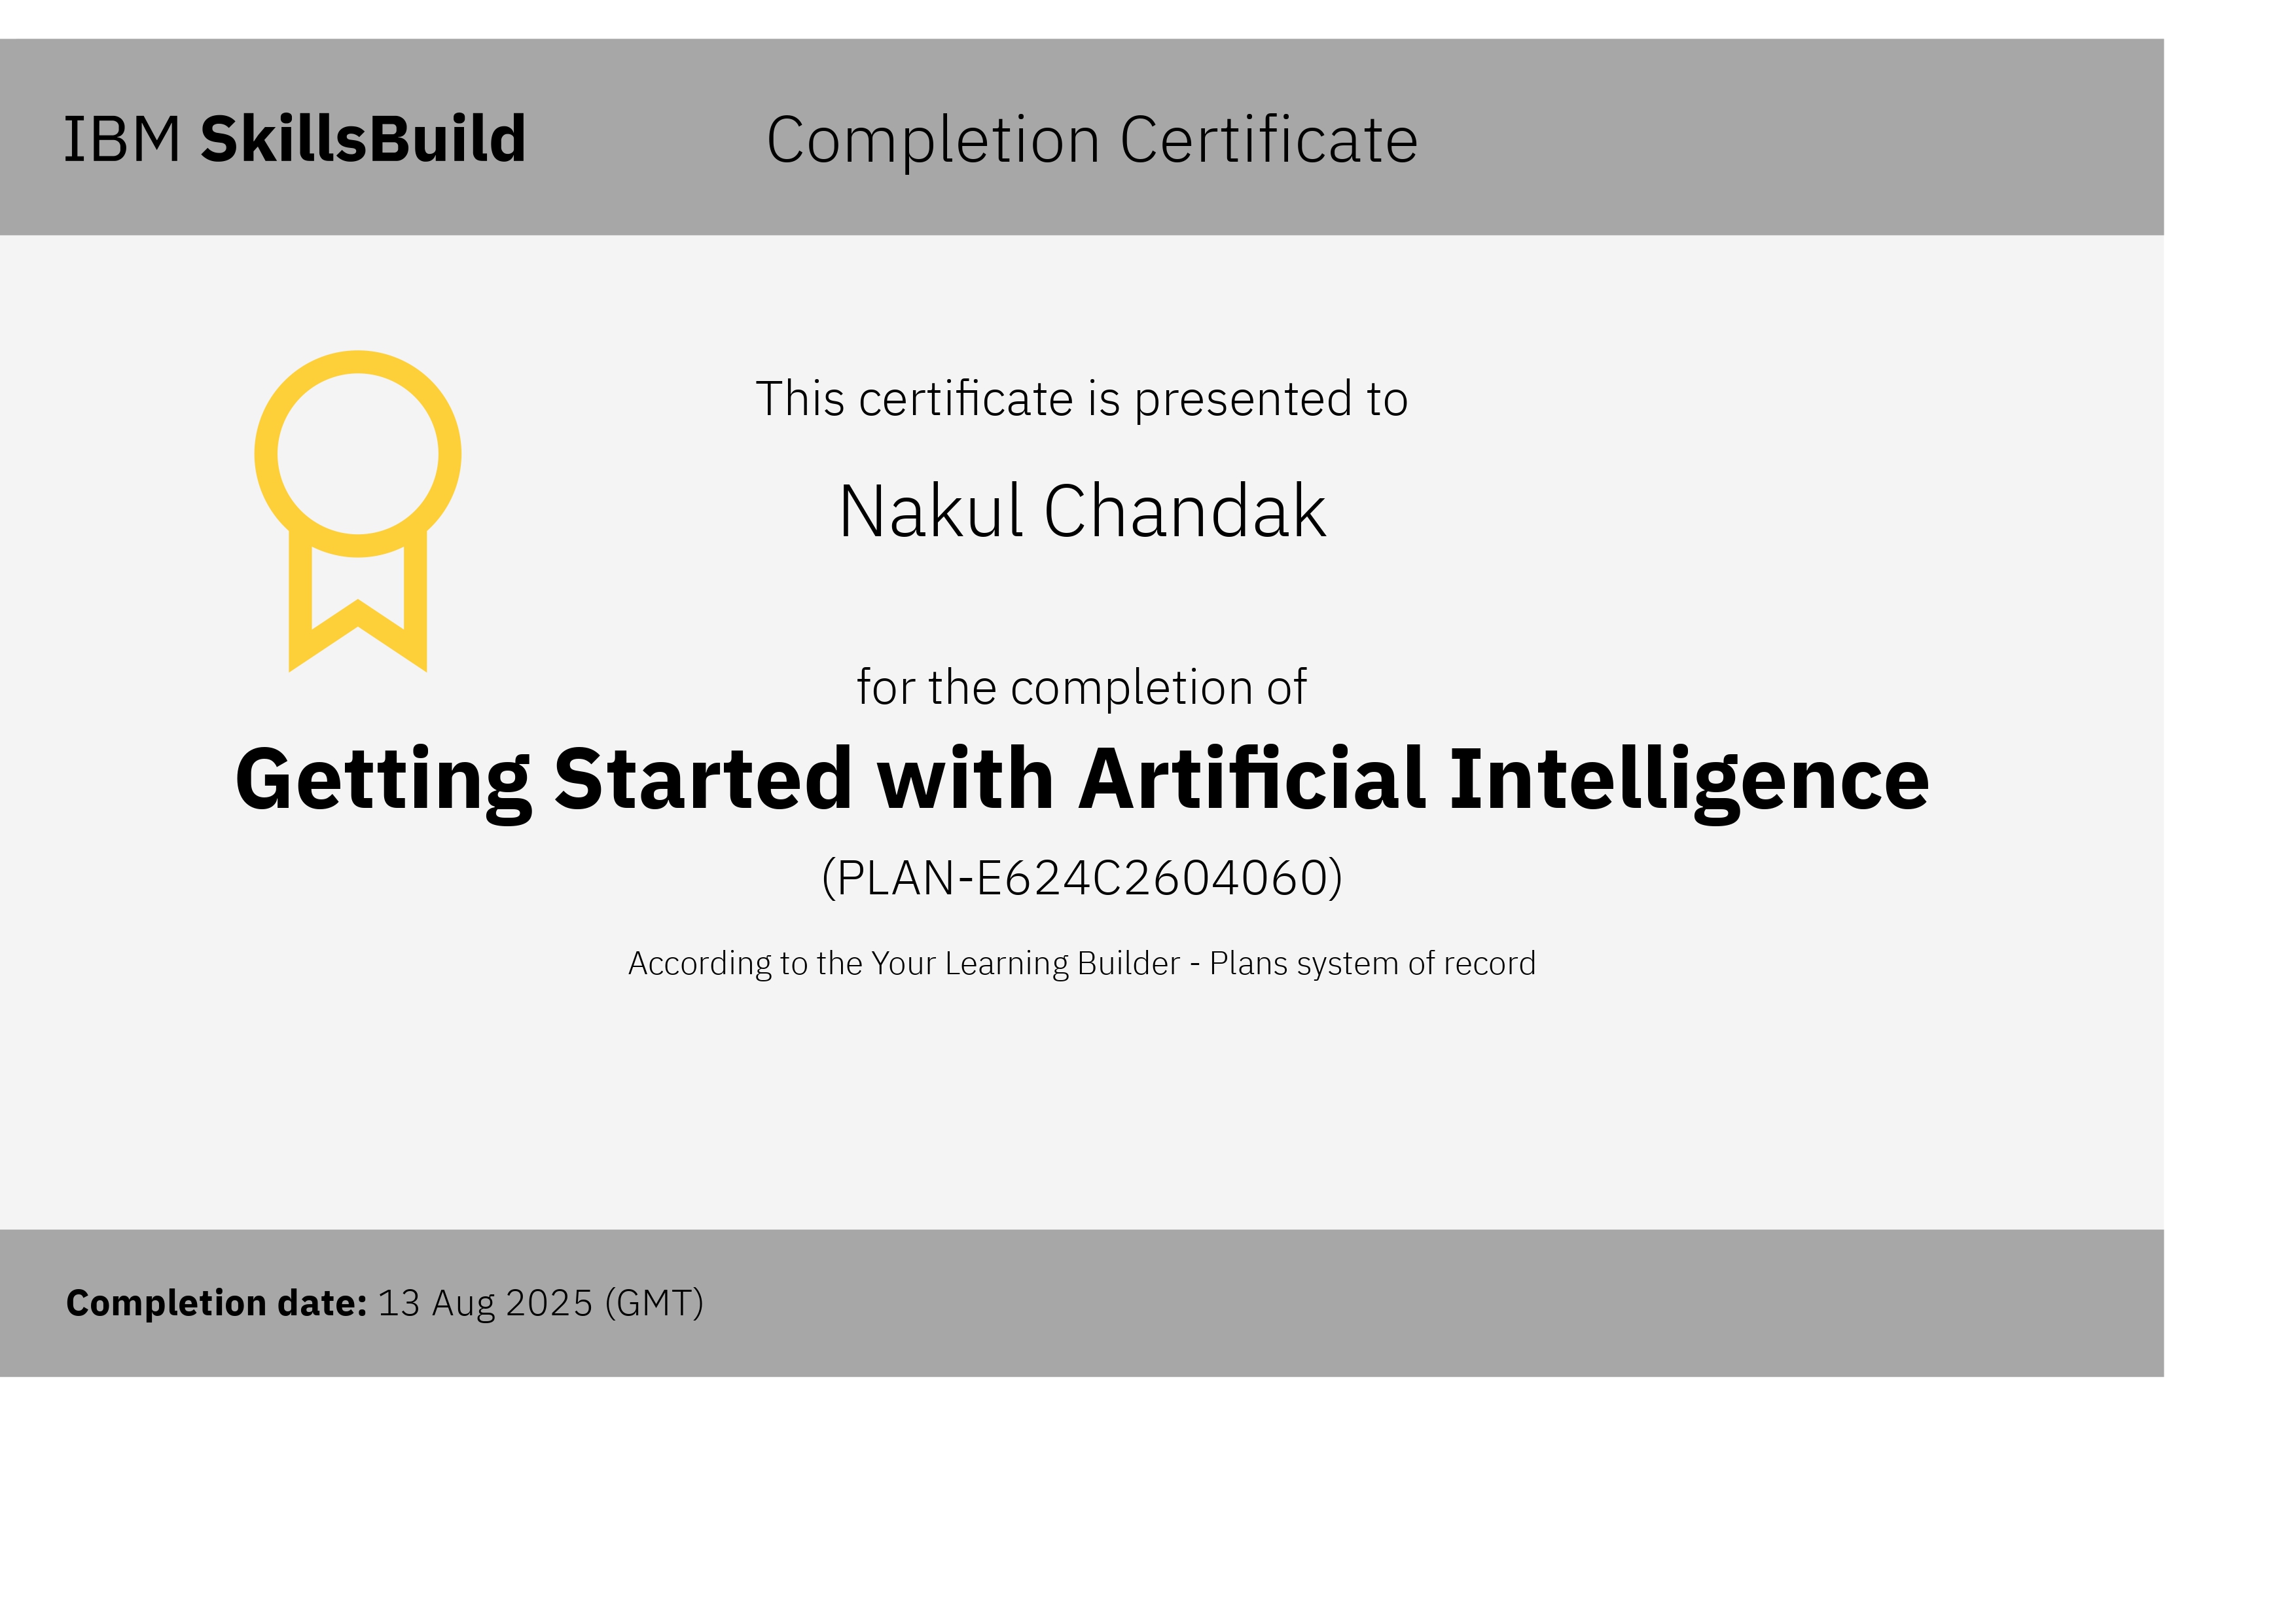 IBM SkillsBuild
Completion Certificate
This certificate is presented to
Nakul Chandak
for the completion of
Getting Started with Artificial Intelligence
(PLAN-E624C2604060)
According to the Your Learning Builder - Plans system of record
Completion date: 13 Aug 2025 (GMT)